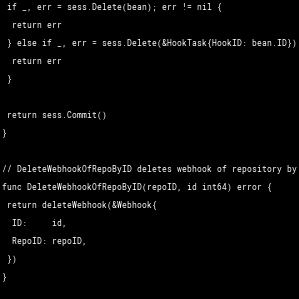 if _, err = sess.Delete(bean); err != nil {
return err
} else if _, err = sess.Delete(&HookTask{HookID: bean.ID})
return err
}
return sess.Commit()
}
// DeleteWebhookOfRepoByID deletes webhook of repository by
func DeleteWebhookOfRepoByID(repoID, id int64) error {
return deleteWebhook(&Webhook{
ID:     id,
RepoID: repoID,
})
}